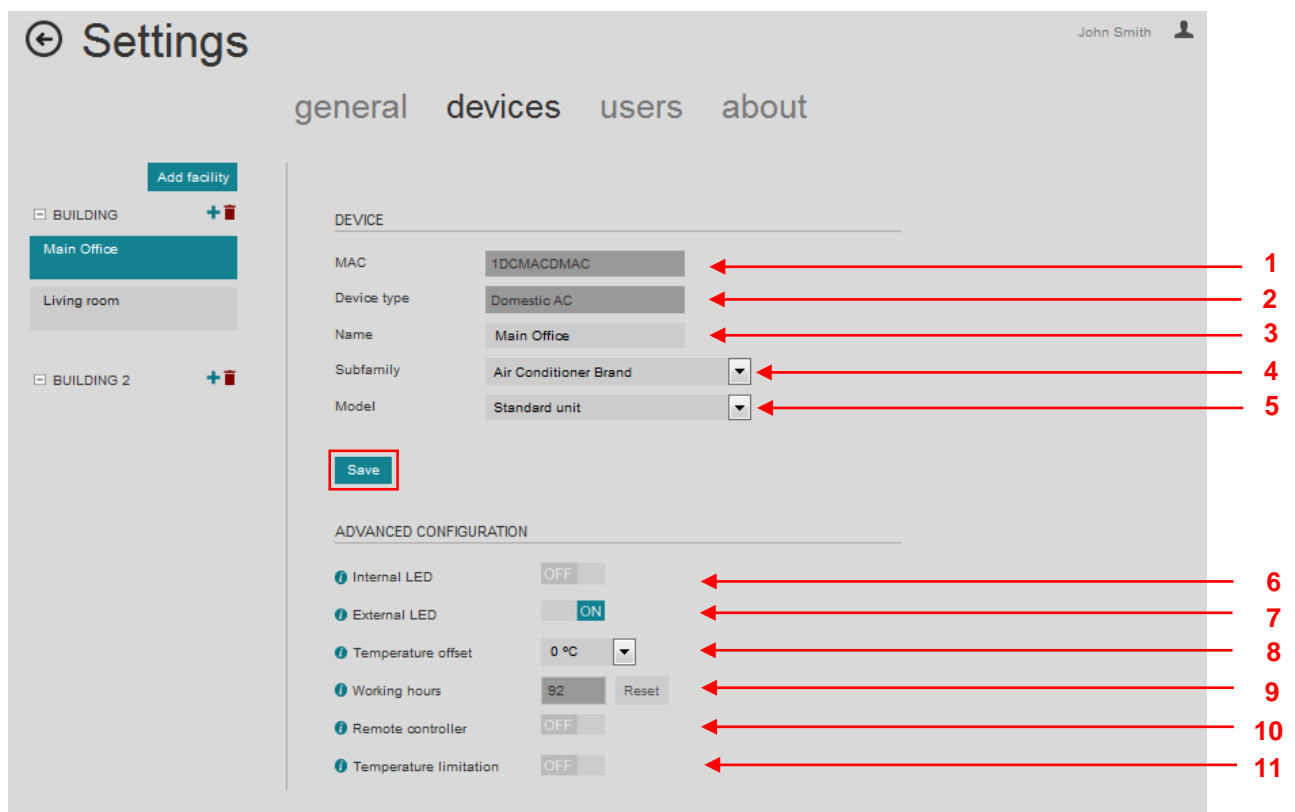 Settings
John Smith
general devices users about
Add facility
BUILDING
Main Office
Living room
BUILDING 2
DEVICE
MAC 1DCMACDMAC 1
Device type Domestic AC 2
Name Main Office 3
Subfamily Air Conditioner Brand 4
Model Standard unit 5
Save
ADVANCED CONFIGURATION
i Internal LED OFF 6
i External LED ON 7
i Temperature offset 0 ºC 8
i Working hours 92 Reset 9
i Remote controller OFF 10
i Temperature limitation OFF 11